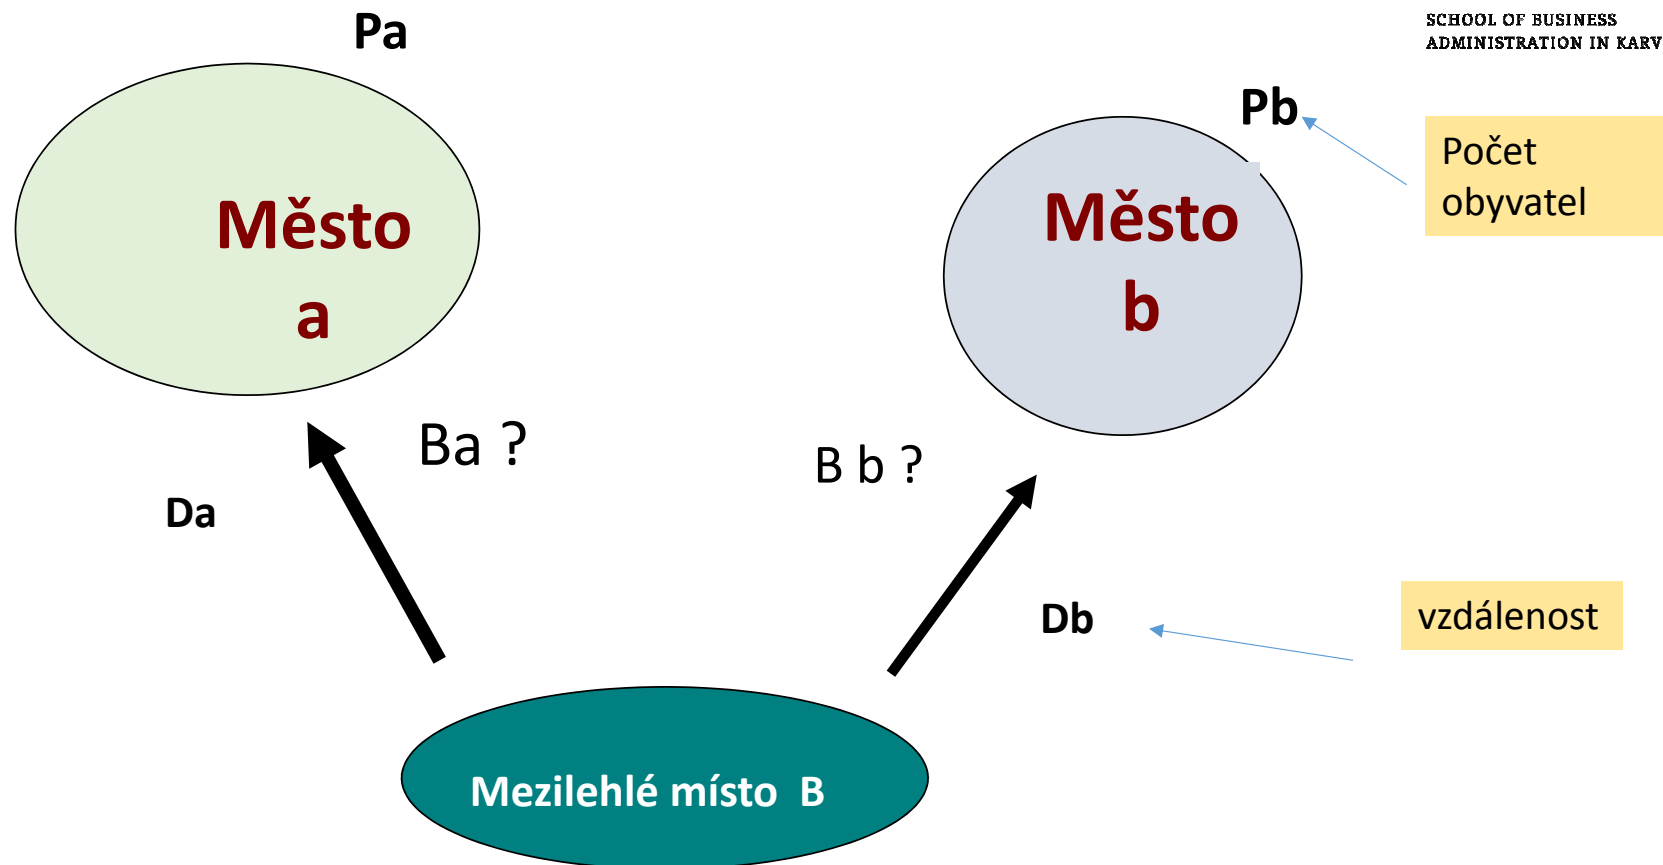 Pa
SCHOOL OF BUSINESS
ADMINISTRATION IN KARV
Pb
Počet
obyvatel
Město
a
Město
b
Ba ?
B b ?
Da
Db
vzdálenost
Mezilehlé místo B